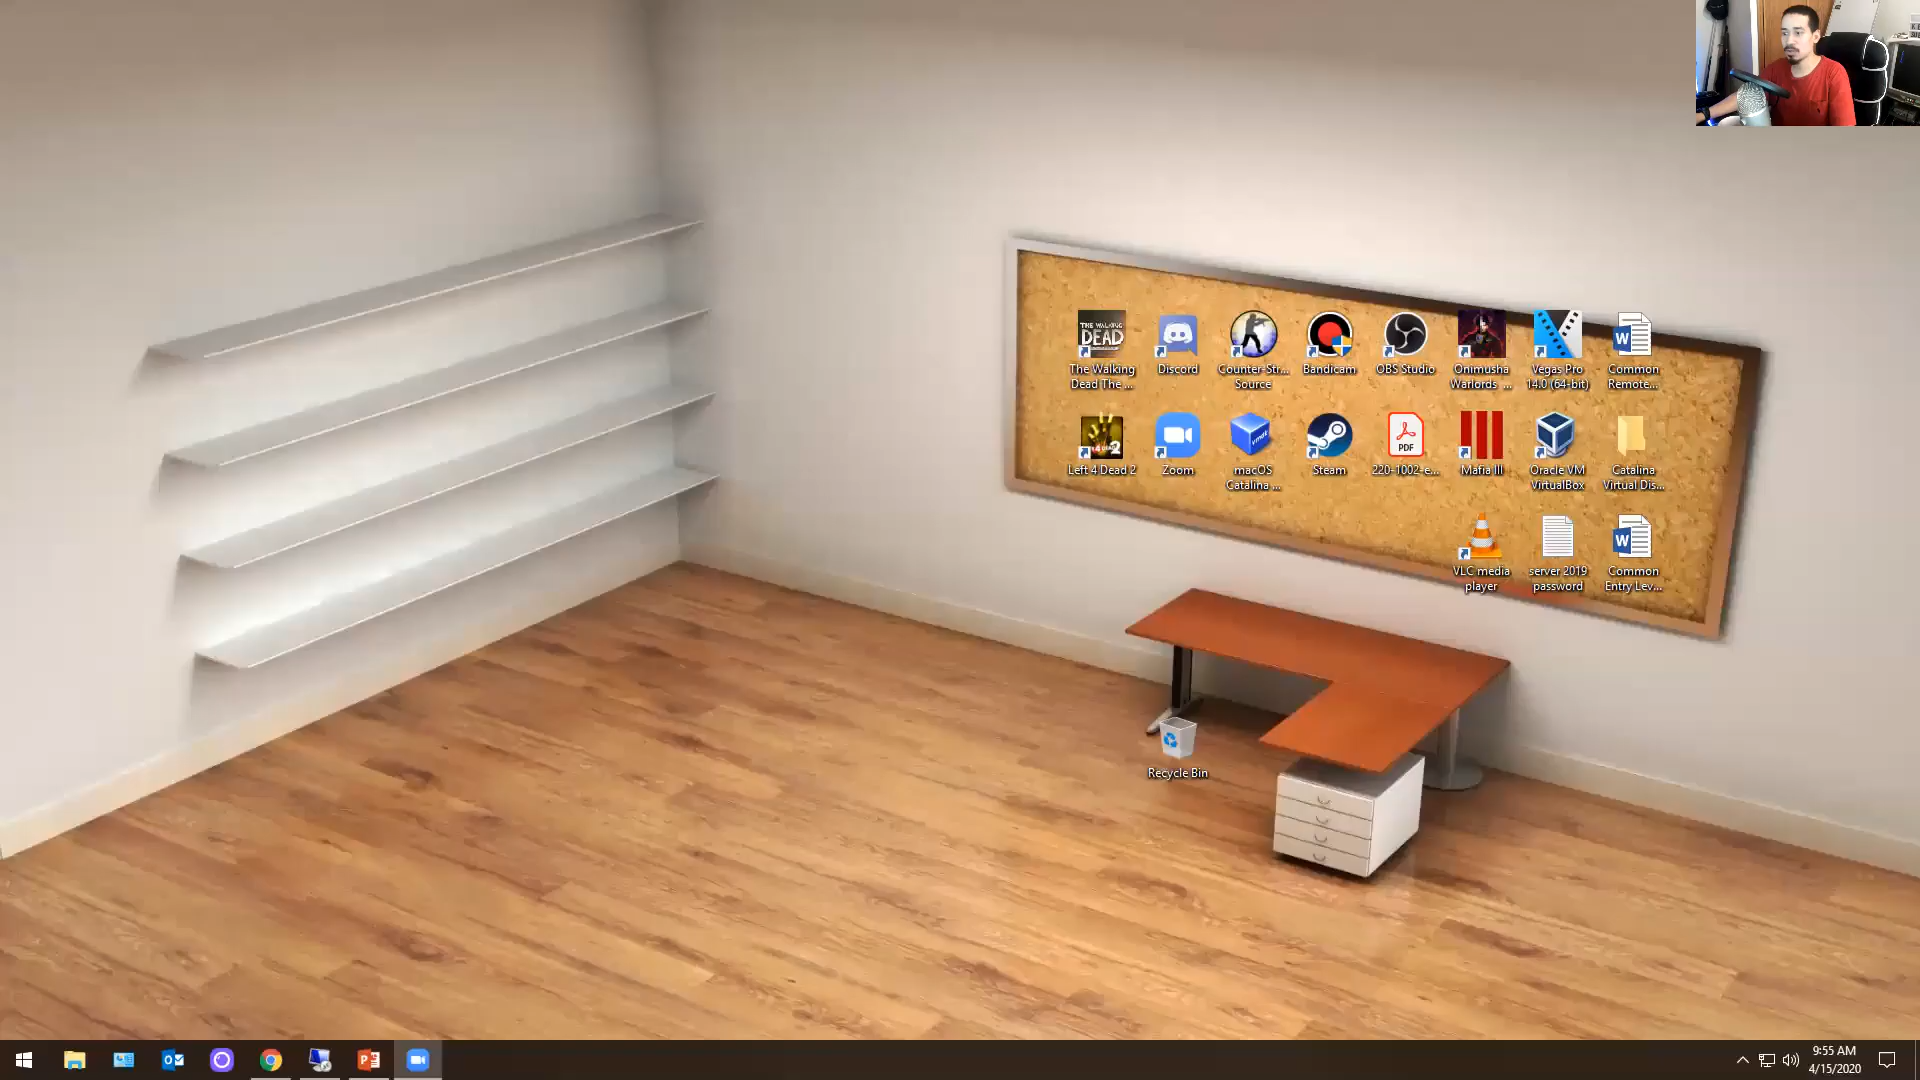 THE WALKING
DEAD
The Walking
Dead The ...
Discord
Counter-Str...
Source
Bandicam
OBS Studio
Onimusha
Warlords ...
Vegas Pro
14.0 (64-bit)
W
Common
Remote...
2
Left 4 Dead 2
Zoom
vmdk
macOS
Catalina ...
Steam
PDF
220-1002-e...
Mafia III
Oracle VM
VirtualBox
Catalina
Virtual Dis...
VLC media
player
server 2019
password
W
Common
Entry Lev...
Recycle Bin
9:55 AM
4/15/2020